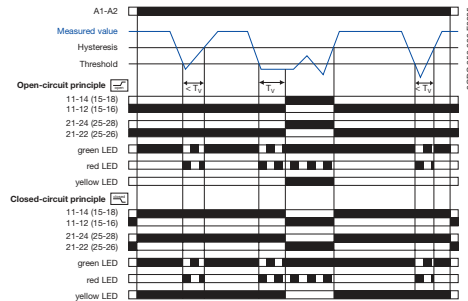 A1-A2
Measured value
Hysteresis
Threshold
< Tv
Tv
< Tv
Open-circuit principle
11-14 (15-18)
11-12 (15-16)
21-24 (25-28)
21-22 (25-26)
green LED
red LED
yellow LED
Closed-circuit principle
11-14 (15-18)
11-12 (15-16)
21-24 (25-28)
21-22 (25-26)
green LED
red LED
yellow LED